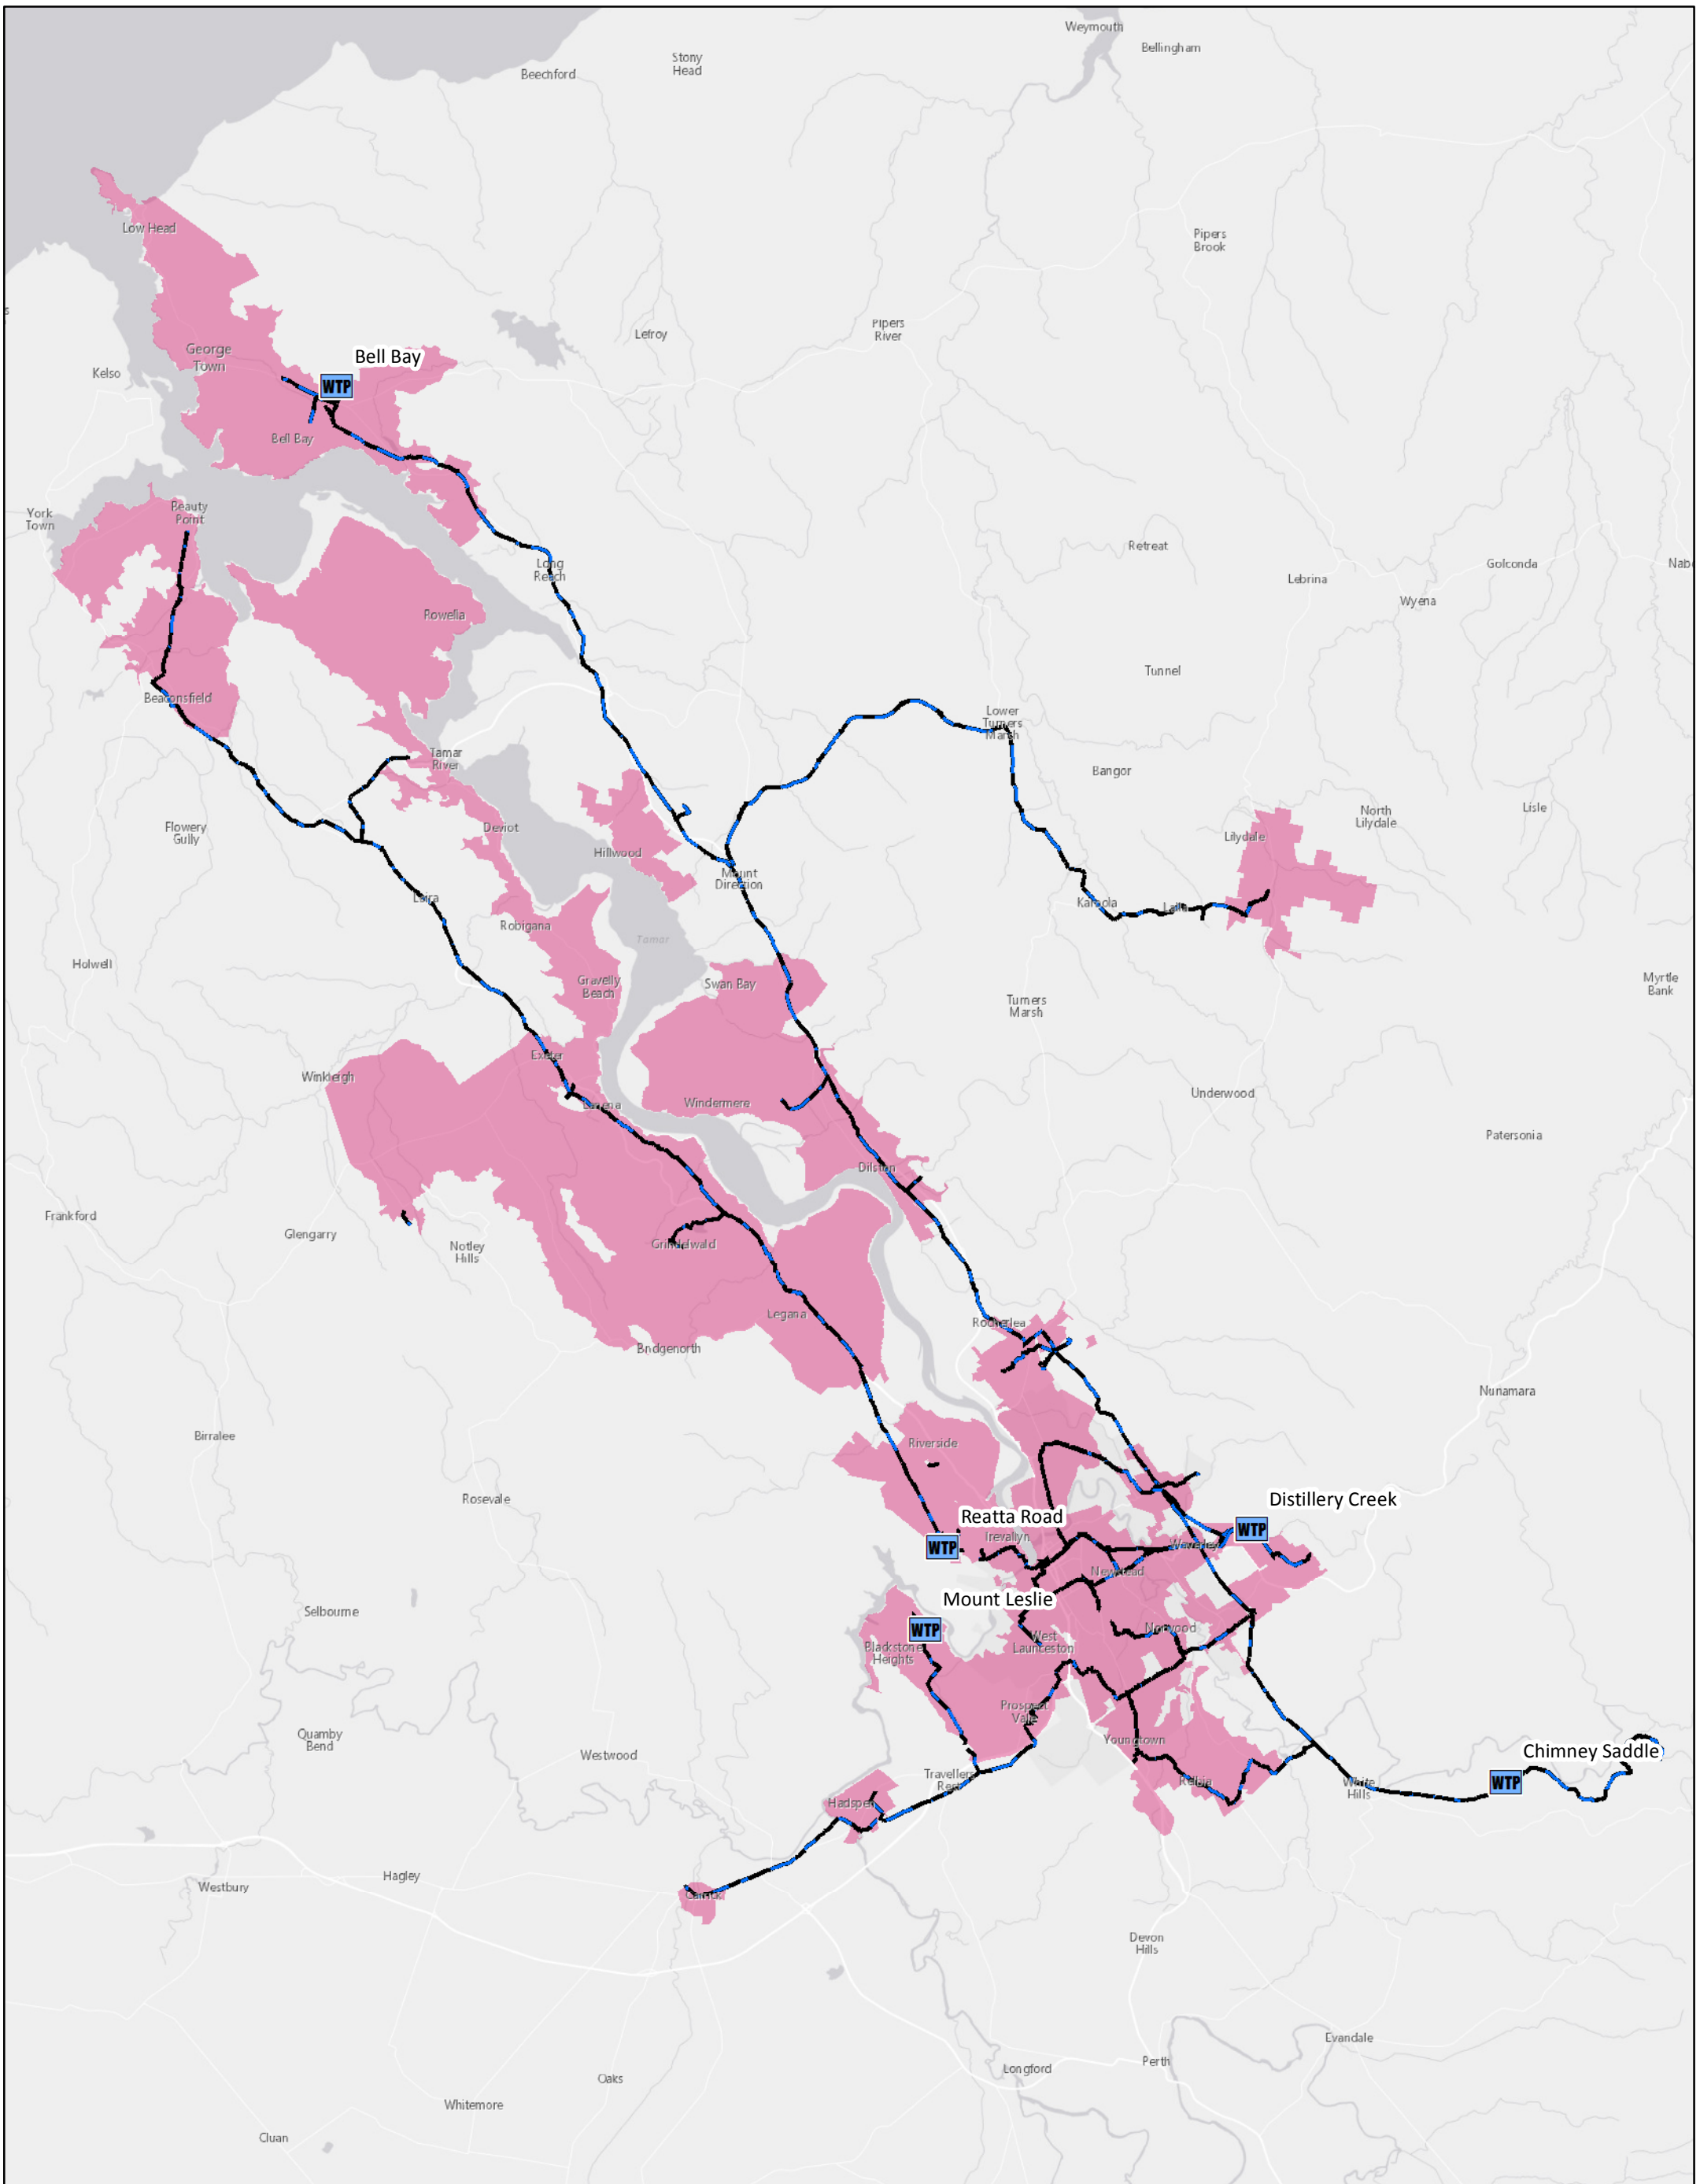 Weymouth
Bellingham
Stony
Head
Beechford
Low Head
Pipers
Brook
Pipers
River
Lefroy
George
Town
Kelso
Bell Bay
WTP
Bell Bay
York
Town
Beauty
Point
Long
Reach
Retreat
Golconda
Lebrina
Wyena
Rowella
Tunnel
Beaconsfield
Lower
Turners
Marsh
Tamar
River
Bangor
North
Lilydale
Lisle
Lilydale
Flowery
Gully
Deviot
Hillwood
Mount
Direction
Karoola
Lalla
Laira
Robigana
Tamar
Holwell
Gravelly
Beach
Swan Bay
Myrtle
Bank
Turners
Marsh
Exeter
Winkleigh
Lanena
Windermere
Underwood
Patersonia
Dilston
Frankford
Glengarry
Notley
Hills
Grindelwald
Legana
Rocherlea
Bridgenorth
Nunamara
Birralee
Riverside
Rosevale
Distillery Creek
WTP
Reatta Road
WTP
Trevallyn
Waverley
Newstead
Mount Leslie
WTP
Selbourne
Norwood
West
Launceston
Blackstone
Heights
Prospect
Vale
Quamby
Bend
Westwood
Youngtown
Chimney Saddle
WTP
Travellers
Rest
Relbia
White
Hills
Hadspen
Hagley
Westbury
Carrick
Devon
Hills
Evandale
Perth
Longford
Oaks
Whitemore
Cluan